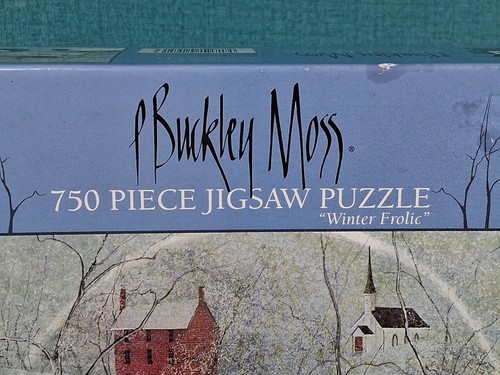 P Buckley Moss®
750 PIECE JIGSAW PUZZLE
"Winter Frolic"